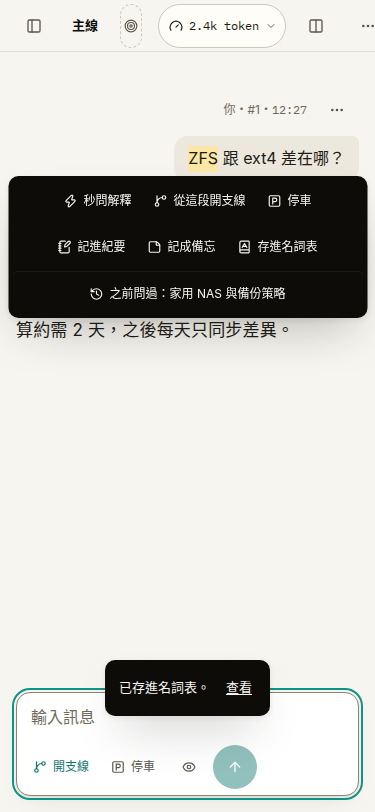 主線
2.4k token
你・#1・12:27
ZFS 跟 ext4 差在哪？
秒問解釋 從這段開支線 停車
記進紀要 記成備忘 存進名詞表
之前問過：家用 NAS 與備份策略
算約需 2 天，之後每天只同步差異。
已存進名詞表。 查看
輸入訊息
開支線 停車